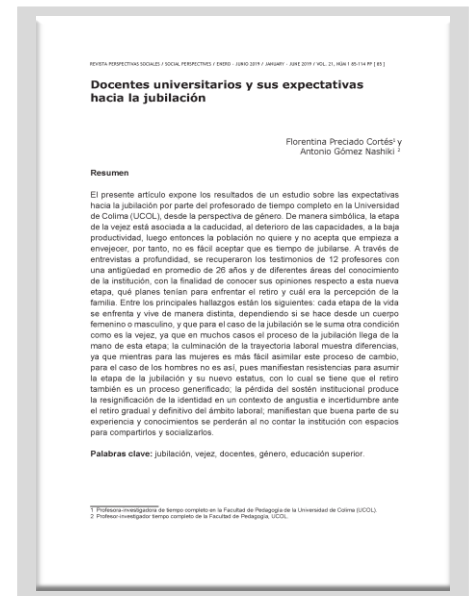 REVISTA PERSPECTIVAS SOCIALES / SOCIAL PERSPECTIVES / ENERO - JUNIO 2019 / JANUARY - JUNE 2019 / VOL. 21, NÚM 1 85-114 PP [ 85 ]
Docentes universitarios y sus expectativas
hacia la jubilación
Florentina Preciado Cortés¹ y
Antonio Gómez Nashiki ²
Resumen
El presente artículo expone los resultados de un estudio sobre las expectativas
hacia la jubilación por parte del profesorado de tiempo completo en la Universidad
de Colima (UCOL), desde la perspectiva de género. De manera simbólica, la etapa
de la vejez está asociada a la caducidad, al deterioro de las capacidades, a la baja
productividad, luego entonces la población no quiere y no acepta que empieza a
envejecer, por tanto, no es fácil aceptar que es tiempo de jubilarse. A través de
entrevistas a profundidad, se recuperaron los testimonios de 12 profesores con
una antigüedad en promedio de 26 años y de diferentes áreas del conocimiento
de la institución, con la finalidad de conocer sus opiniones respecto a esta nueva
etapa, qué planes tenían para enfrentar el retiro y cuál era la percepción de la
familia. Entre los principales hallazgos están los siguientes: cada etapa de la vida
se enfrenta y vive de manera distinta, dependiendo si se hace desde un cuerpo
femenino o masculino, y que para el caso de la jubilación se le suma otra condición
como es la vejez, ya que en muchos casos el proceso de la jubilación llega de la
mano de esta etapa; la culminación de la trayectoria laboral muestra diferencias,
ya que mientras para las mujeres es más fácil asimilar este proceso de cambio,
para el caso de los hombres no es así, pues manifiestan resistencias para asumir
la etapa de la jubilación y su nuevo estatus, con lo cual se tiene que el retiro
también es un proceso generificado; la pérdida del sostén institucional produce
la resignificación de la identidad en un contexto de angustia e incertidumbre ante
el retiro gradual y definitivo del ámbito laboral; manifiestan que buena parte de su
experiencia y conocimientos se perderán al no contar la institución con espacios
para compartirlos y socializarlos.
Palabras clave: jubilación, vejez, docentes, género, educación superior.
1 Profesora-investigadora de tiempo completo en la Facultad de Pedagogía de la Universidad de Colima (UCOL).
2 Profesor-investigador tiempo completo de la Facultad de Pedagogía, UCOL.